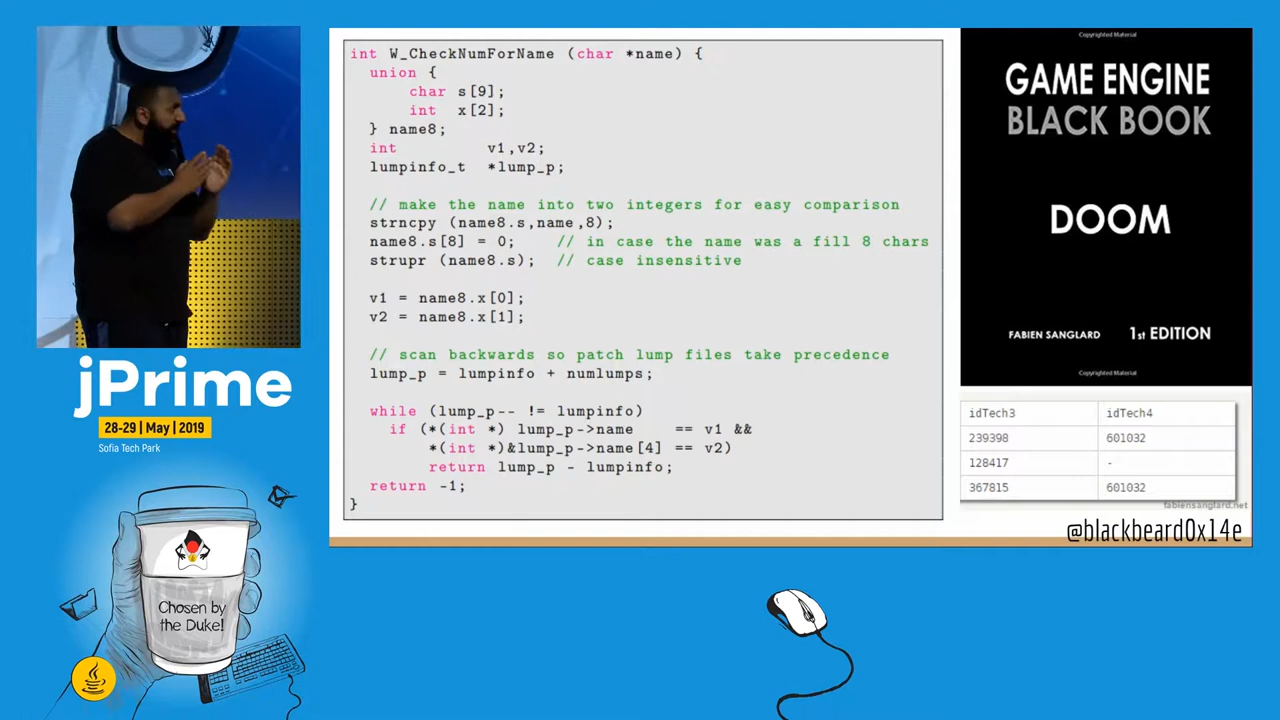 int W_CheckNumForName (char *name) {
union {
char s[9];
int x[2];
} name8;
int v1,v2;
lumpinfo_t *lump_p;
// make the name into two integers for easy comparison
strncpy (name8.s,name,8);
name8.s[8] = 0; // in case the name was a fill 8 chars
strupr (name8.s); // case insensitive
v1 = name8.x[0];
v2 = name8.x[1];
// scan backwards so patch lump files take precedence
lump_p = lumpinfo + numlumps;
while (lump_p-- != lumpinfo)
if (*(int *) lump_p->name == v1 &&
*(int *)&lump_p->name[4] == v2)
return lump_p - lumpinfo;
return -1;
}
Copyrighted Material
GAME ENGINE
BLACK BOOK
DOOM
FABIEN SANGLARD 1st EDITION
Copyrighted Material
idTech3 idTech4
239398 601032
128417 -
367815 601032
fabiensanglard.net
@blackbeard0x14e
jPrime
28-29 | May | 2019
Sofia Tech Park
Chosen by
the Duke!